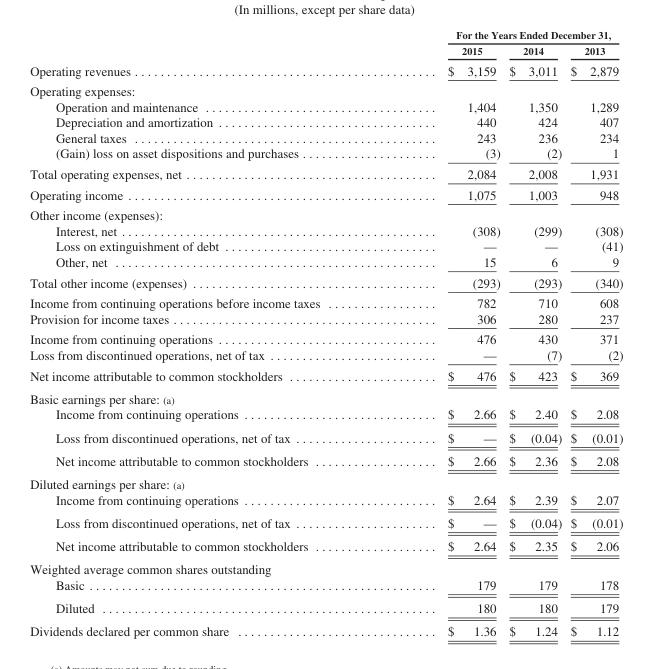 (In millions, except per share data)
For the Years Ended December 31,
2015 2014 2013
Operating revenues $ 3,159 $ 3,011 $ 2,879
Operating expenses:
Operation and maintenance 1,404 1,350 1,289
Depreciation and amortization 440 424 407
General taxes 243 236 234
(Gain) loss on asset dispositions and purchases (3) (2) 1
Total operating expenses, net 2,084 2,008 1,931
Operating income 1,075 1,003 948
Other income (expenses):
Interest, net (308) (299) (308)
Loss on extinguishment of debt — — (41)
Other, net 15 6 9
Total other income (expenses) (293) (293) (340)
Income from continuing operations before income taxes 782 710 608
Provision for income taxes 306 280 237
Income from continuing operations 476 430 371
Loss from discontinued operations, net of tax — (7) (2)
Net income attributable to common stockholders $ 476 $ 423 $ 369
Basic earnings per share: (a)
Income from continuing operations $ 2.66 $ 2.40 $ 2.08
Loss from discontinued operations, net of tax $ — $ (0.04) $ (0.01)
Net income attributable to common stockholders $ 2.66 $ 2.36 $ 2.08
Diluted earnings per share: (a)
Income from continuing operations $ 2.64 $ 2.39 $ 2.07
Loss from discontinued operations, net of tax $ — $ (0.04) $ (0.01)
Net income attributable to common stockholders $ 2.64 $ 2.35 $ 2.06
Weighted average common shares outstanding
Basic 179 179 178
Diluted 180 180 179
Dividends declared per common share $ 1.36 $ 1.24 $ 1.12